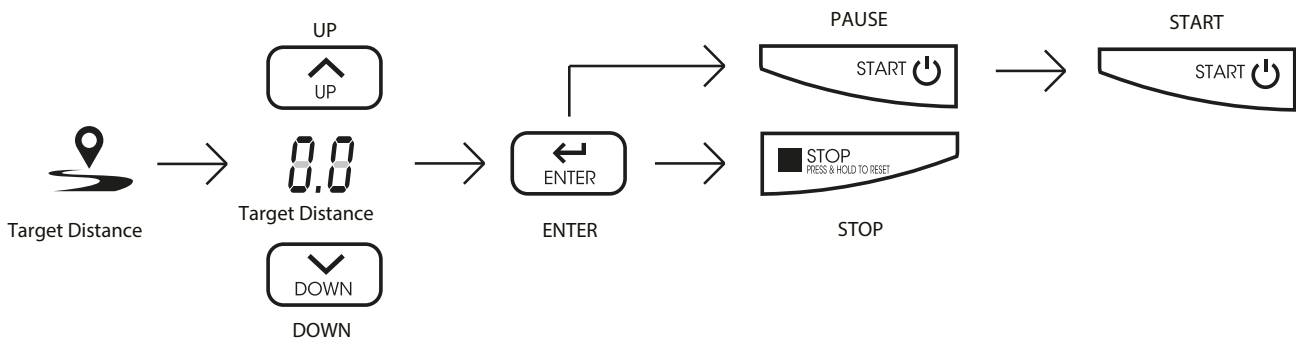 Target Distance
UP
UP
0.0
Target Distance
DOWN
DOWN
ENTER
ENTER
PAUSE
START
STOP
PRESS & HOLD TO RESET
STOP
START
START